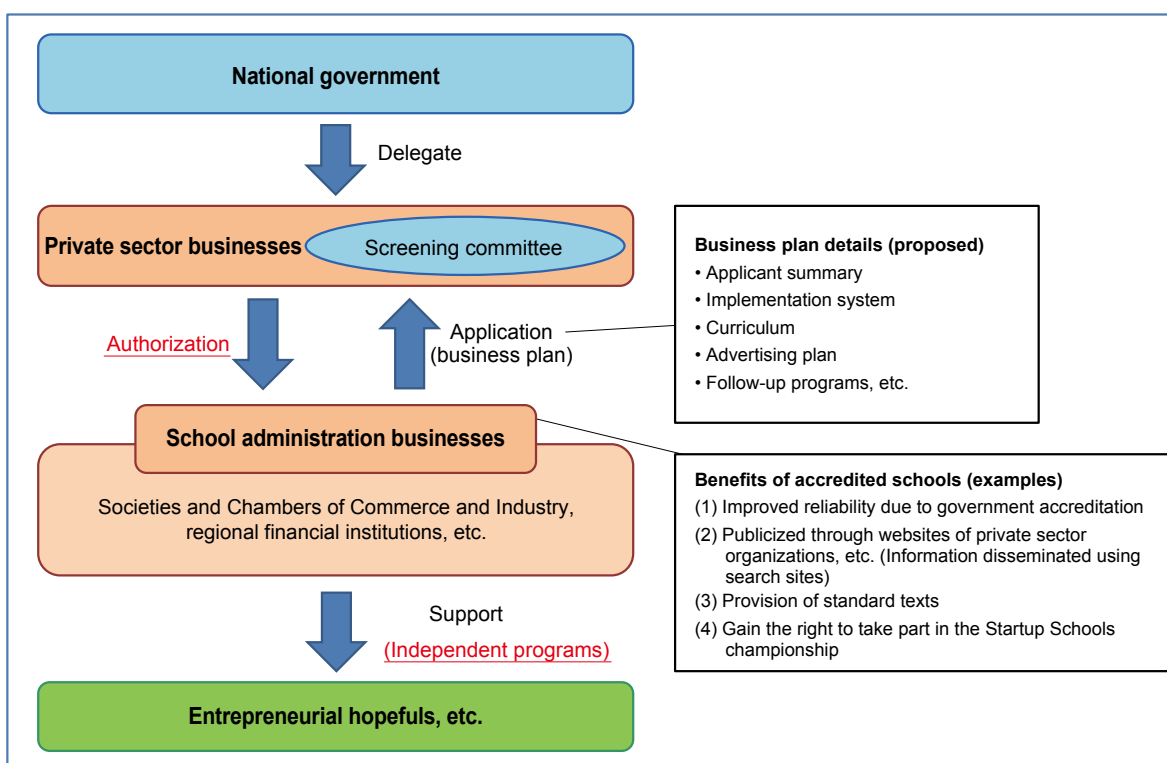 National government
Delegate
Private sector businesses
Screening committee
Authorization
Application
(business plan)
Business plan details (proposed)
• Applicant summary
• Implementation system
• Curriculum
• Advertising plan
• Follow-up programs, etc.
School administration businesses
Societies and Chambers of Commerce and Industry,
regional financial institutions, etc.
Benefits of accredited schools (examples)
(1) Improved reliability due to government accreditation
(2) Publicized through websites of private sector
organizations, etc. (Information disseminated using
search sites)
(3) Provision of standard texts
(4) Gain the right to take part in the Startup Schools
championship
Support
(Independent programs)
Entrepreneurial hopefuls, etc.